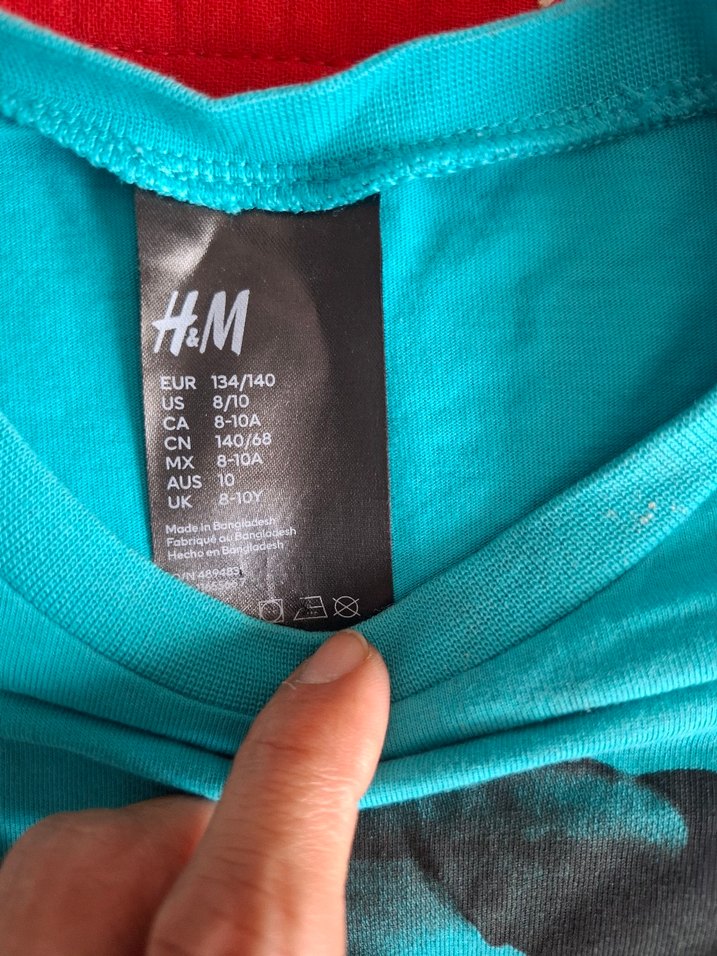 H&M
EUR 134/140
US 8/10
CA 8-10A
CN 140/68
MX 8-10A
AUS 10
UK 8-10Y
Made in Bangladesh
Fabriqué au Bangladesh
Hecho en Bangladesh